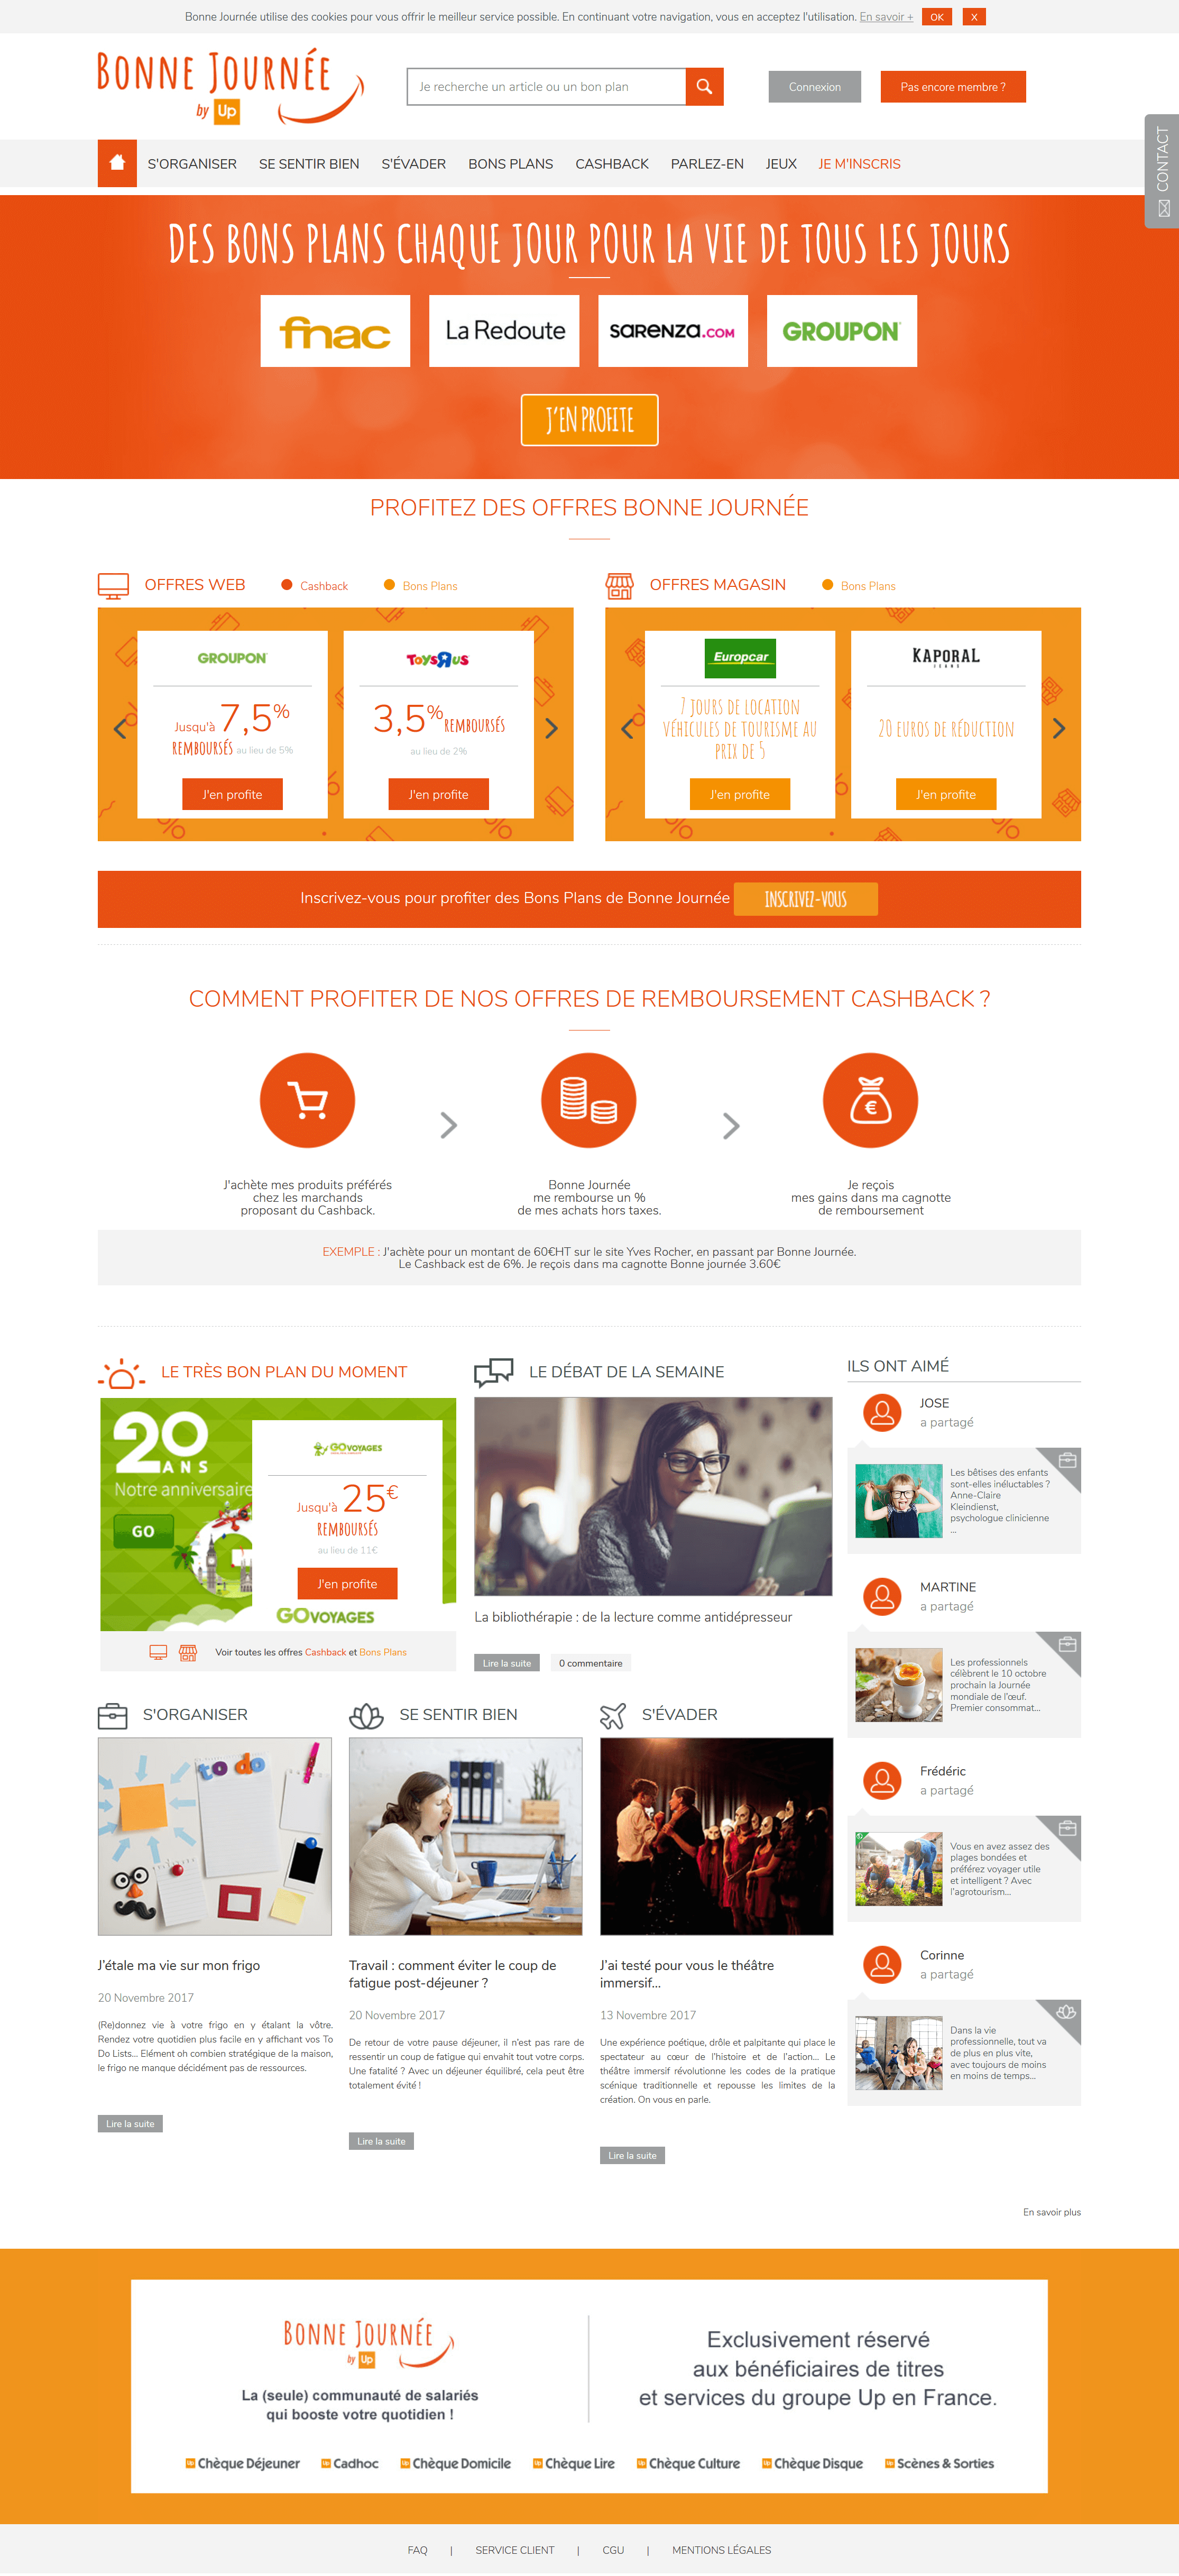 Bonne Journée utilise des cookies pour vous offrir le meilleur service possible. En continuant votre navigation, vous en acceptez l'utilisation. En savoir + OK X
BONNE JOURNÉE
by Up
Je recherche un article ou un bon plan
Connexion
Pas encore membre ?
CONTACT
S'ORGANISER SE SENTIR BIEN S'ÉVADER BONS PLANS CASHBACK PARLEZ-EN JEUX JE M'INSCRIS
DES BONS PLANS CHAQUE JOUR POUR LA VIE DE TOUS LES JOURS
fnac
La Redoute
SARENZA.COM
GROUPON
J'EN PROFITE
PROFITEZ DES OFFRES BONNE JOURNÉE
OFFRES WEB Cashback Bons Plans
GROUPON
Jusqu'à 7,5%
REMBOURSÉS au lieu de 5%
J'en profite
ToysЯus
3,5% REMBOURSÉS
au lieu de 2%
J'en profite
OFFRES MAGASIN Bons Plans
Europcar
7 JOURS DE LOCATION
VÉHICULES DE TOURISME AU
PRIX DE 5
J'en profite
KAPORAL
JEANS
20 EUROS DE RÉDUCTION
J'en profite
Inscrivez-vous pour profiter des Bons Plans de Bonne Journée INSCRIVEZ-VOUS
COMMENT PROFITER DE NOS OFFRES DE REMBOURSEMENT CASHBACK ?
€
J'achète mes produits préférés
chez les marchands
proposant du Cashback.
Bonne Journée
me rembourse un %
de mes achats hors taxes.
Je reçois
mes gains dans ma cagnotte
de remboursement
EXEMPLE : J'achète pour un montant de 60€HT sur le site Yves Rocher, en passant par Bonne Journée.
Le Cashback est de 6%. Je reçois dans ma cagnotte Bonne journée 3.60€
LE TRÈS BON PLAN DU MOMENT
20
ANS
Notre anniversaire
GO
GOVOYAGES
Jusqu'à 25€
REMBOURSÉS
au lieu de 11€
J'en profite
GOVOYAGES
Voir toutes les offres Cashback et Bons Plans
LE DÉBAT DE LA SEMAINE
La bibliothérapie : de la lecture comme antidépresseur
Lire la suite
0 commentaire
ILS ONT AIMÉ
JOSE
a partagé
Les bêtises des enfants
sont-elles inéluctables ?
Anne-Claire
Kleindienst,
psychologue clinicienne
...
MARTINE
a partagé
Les professionnels
célèbrent le 10 octobre
prochain la Journée
mondiale de l'œuf.
Premier consommat...
Frédéric
a partagé
Vous en avez assez des
plages bondées et
préférez voyager utile
et intelligent ? Avec
l'agrotourism...
Corinne
a partagé
Dans la vie
professionnelle, tout va
de plus en plus vite,
avec toujours de moins
en moins de temps...
S'ORGANISER
to do
J'étale ma vie sur mon frigo
20 Novembre 2017
(Re)donnez vie à votre frigo en y étalant la vôtre.
Rendez votre quotidien plus facile en y affichant vos To
Do Lists... Elément oh combien stratégique de la maison,
le frigo ne manque décidément pas de ressources.
Lire la suite
SE SENTIR BIEN
Travail : comment éviter le coup de
fatigue post-déjeuner ?
20 Novembre 2017
De retour de votre pause déjeuner, il n'est pas rare de
ressentir un coup de fatigue qui envahit tout votre corps.
Une fatalité ? Avec un déjeuner équilibré, cela peut être
totalement évité !
Lire la suite
S'ÉVADER
J'ai testé pour vous le théâtre
immersif...
13 Novembre 2017
Une expérience poétique, drôle et palpitante qui place le
spectateur au cœur de l'histoire et de l'action... Le
théâtre immersif révolutionne les codes de la pratique
scénique traditionnelle et repousse les limites de la
création. On vous en parle.
Lire la suite
En savoir plus
BONNE JOURNÉE
by Up
La (seule) communauté de salariés
qui booste votre quotidien !
Exclusivement réservé
aux bénéficiaires de titres
et services du groupe Up en France.
Up Chèque Déjeuner Up Cadhoc Up Chèque Domicile Up Chèque Lire Up Chèque Culture Up Chèque Disque Up Scènes & Sorties
FAQ | SERVICE CLIENT | CGU | MENTIONS LÉGALES